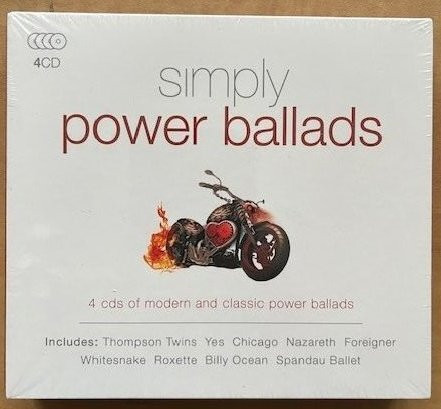 4CD
simply
power ballads
4 cds of modern and classic power ballads
Includes: Thompson Twins Yes Chicago Nazareth Foreigner
Whitesnake Roxette Billy Ocean Spandau Ballet